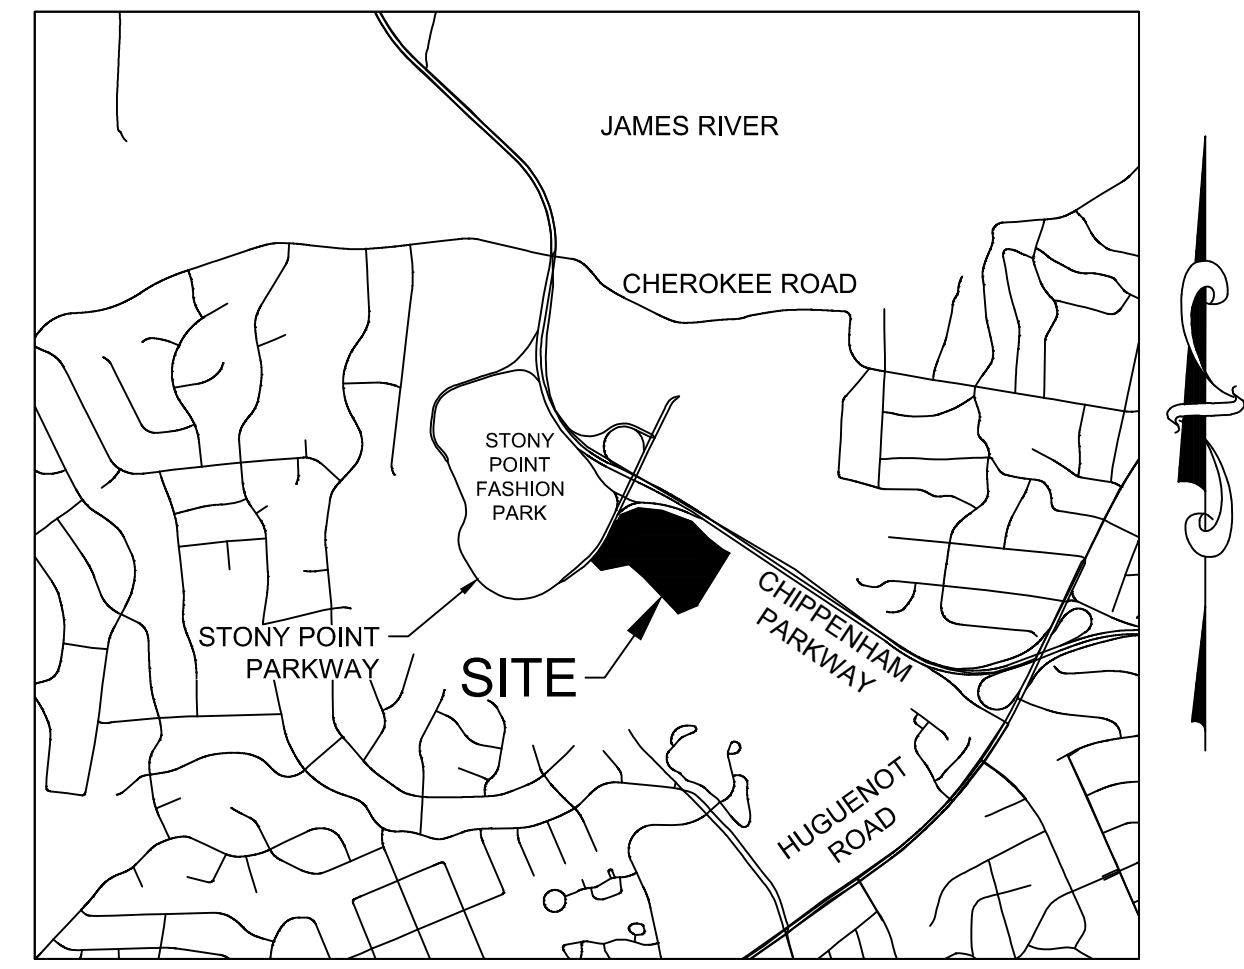 JAMES RIVER
CHEROKEE ROAD
STONY
POINT
FASHION
PARK
STONY POINT
PARKWAY
SITE
CHIPPENHAM
PARKWAY
HUGUENOT
ROAD